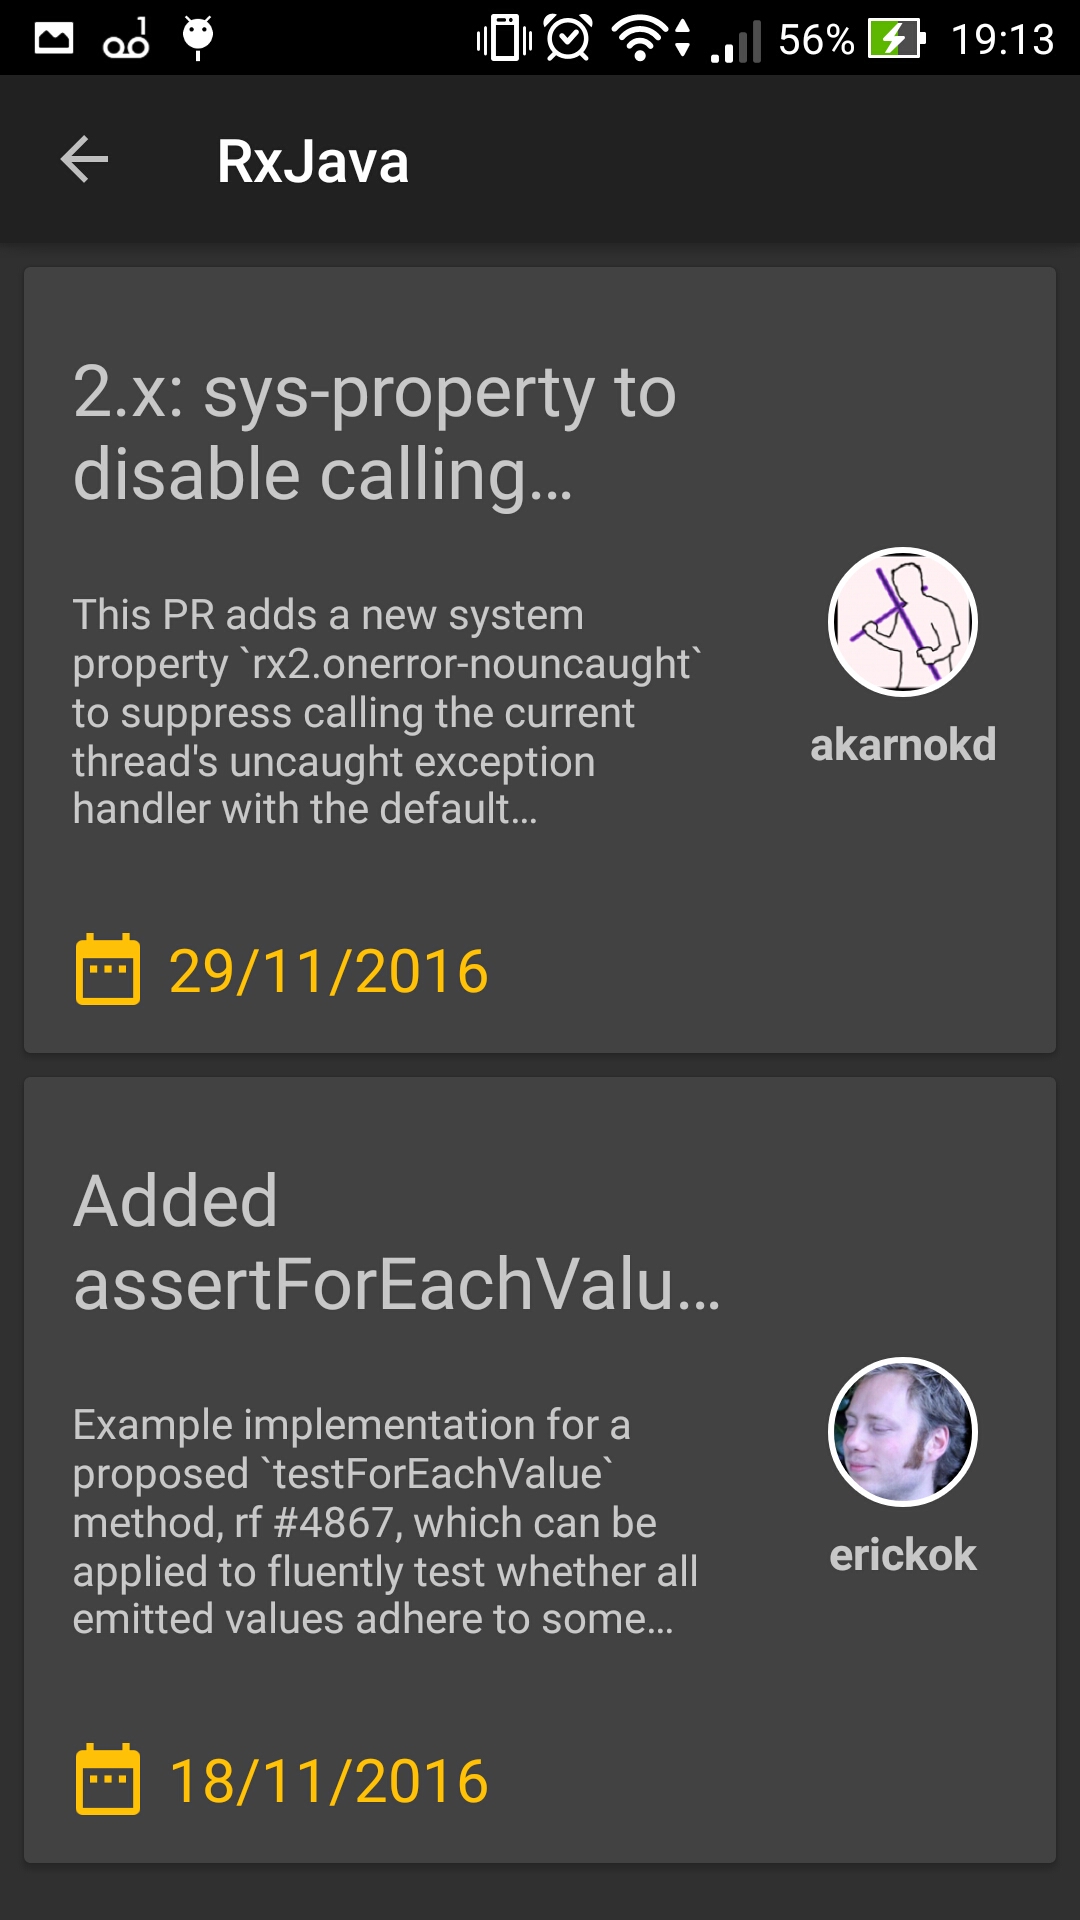 56% 19:13
RxJava
2.x: sys-property to
disable calling…
This PR adds a new system
property `rx2.onerror-nouncaught`
to suppress calling the current
thread's uncaught exception
handler with the default…
akarnokd
29/11/2016
Added
assertForEachValu…
Example implementation for a
proposed `testForEachValue`
method, rf #4867, which can be
applied to fluently test whether all
emitted values adhere to some…
erickok
18/11/2016